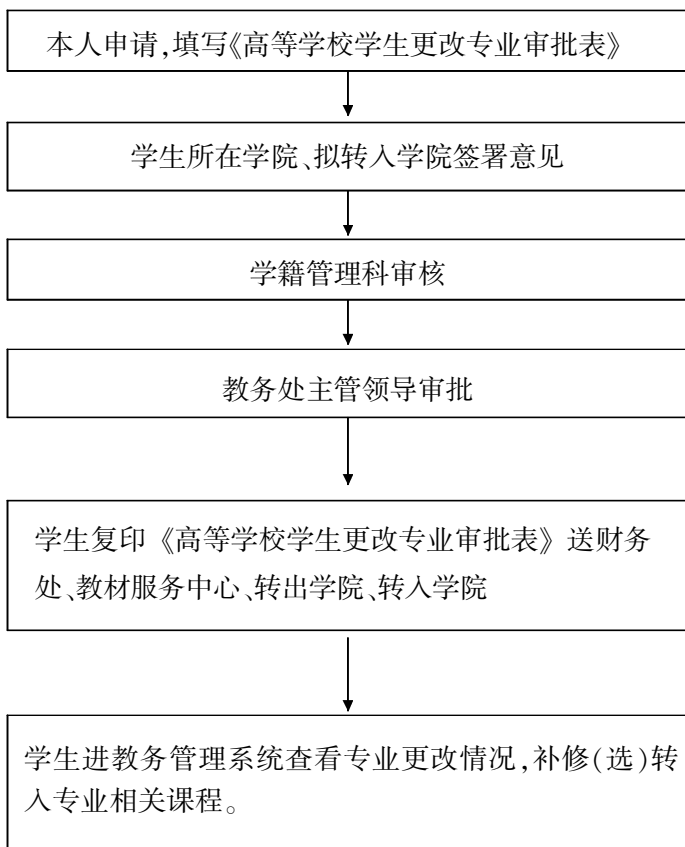 本人申请,填写《高等学校学生更改专业审批表》
学生所在学院、拟转入学院签署意见
学籍管理科审核
教务处主管领导审批
学生复印《高等学校学生更改专业审批表》送财务
处、教材服务中心、转出学院、转入学院
学生进教务管理系统查看专业更改情况,补修(选)转
入专业相关课程。